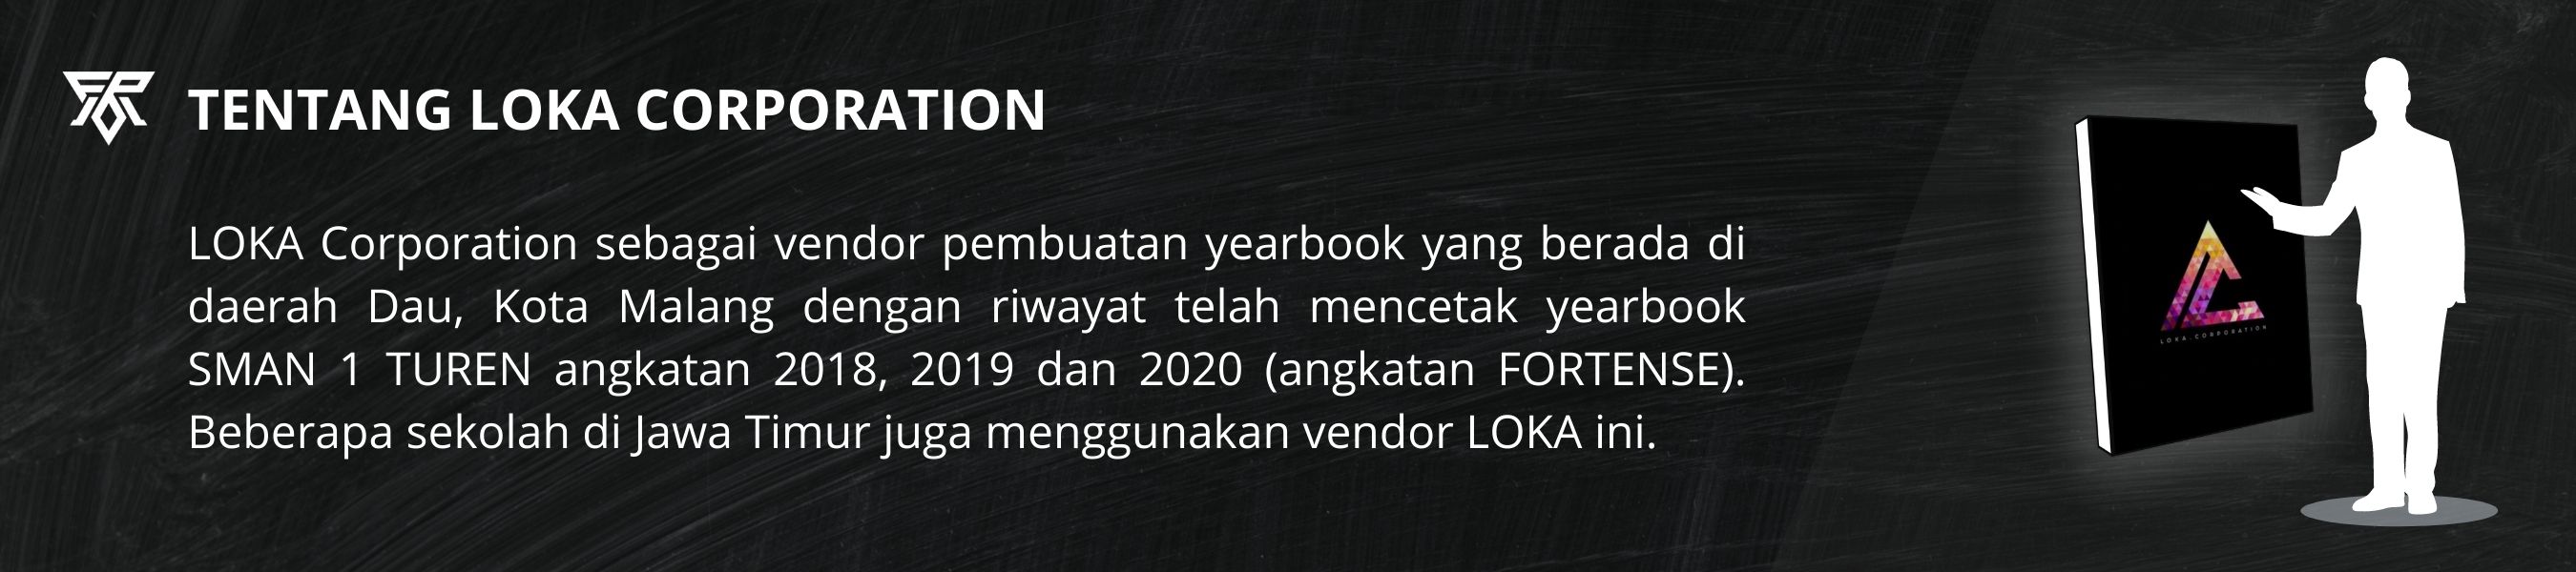 TENTANG LOKA CORPORATION
LOKA Corporation sebagai vendor pembuatan yearbook yang berada di
daerah Dau, Kota Malang dengan riwayat telah mencetak yearbook
SMAN 1 TUREN angkatan 2018, 2019 dan 2020 (angkatan FORTENSE).
Beberapa sekolah di Jawa Timur juga menggunakan vendor LOKA ini.
LOKA.CORPORATION